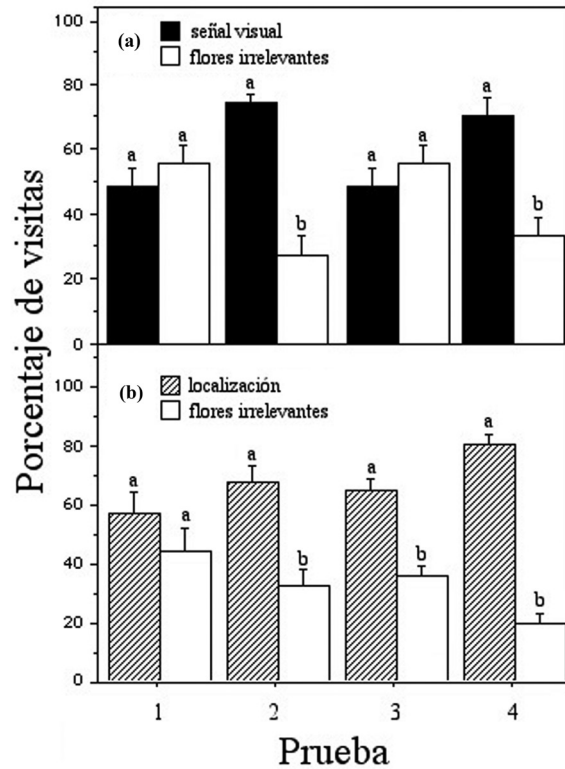 Porcentaje de visitas
100
80
60
40
20
0
(a)
señal visual
flores irrelevantes
a a a b a a a b
100
80
60
40
20
0
(b)
localización
flores irrelevantes
a a a b a b a b
1 2 3 4
Prueba